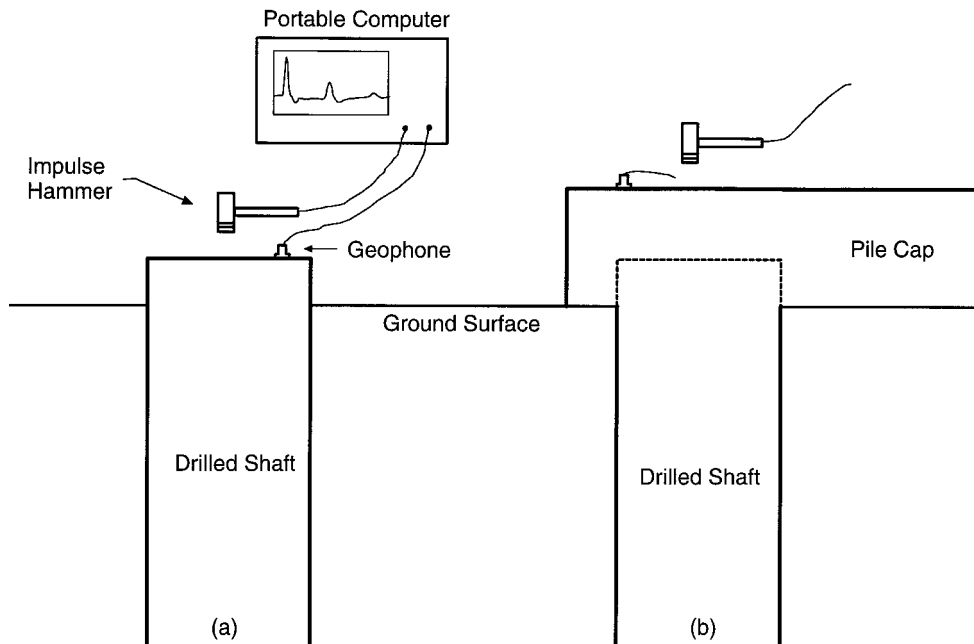 Portable Computer
Impulse
Hammer
Geophone
Pile Cap
Ground Surface
Drilled Shaft
Drilled Shaft
(a)
(b)